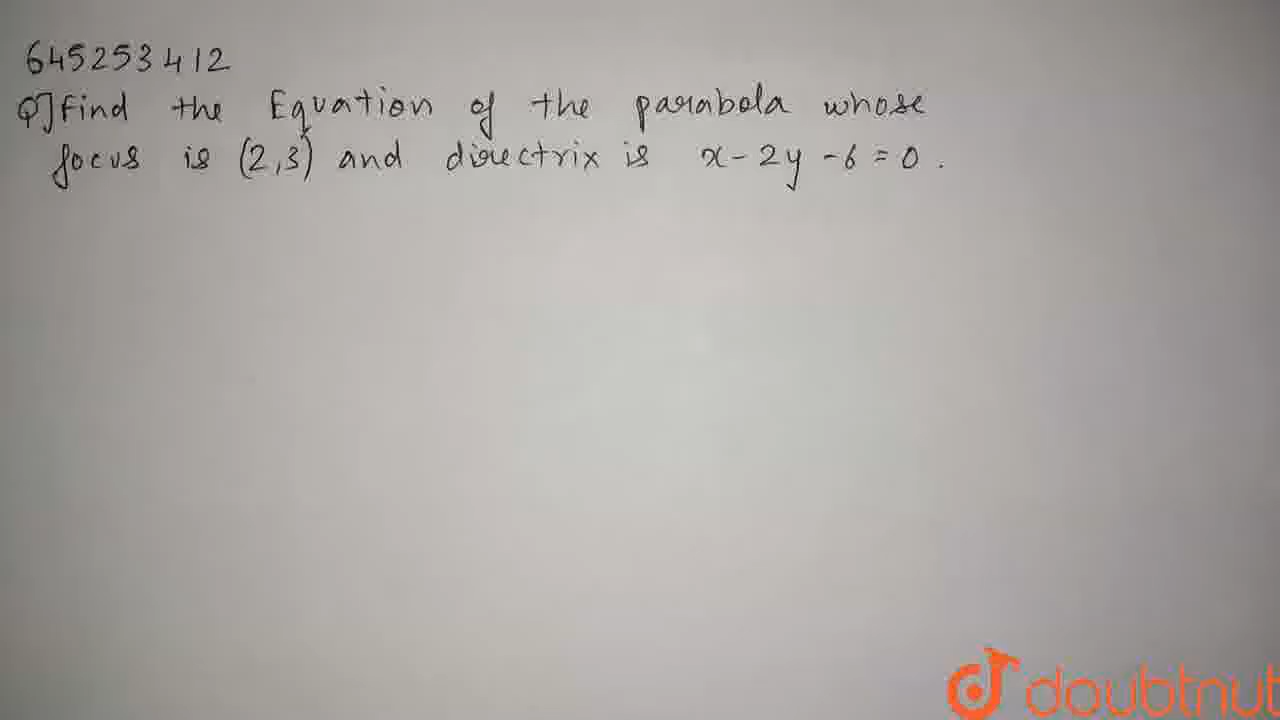 645253412
Q] Find the Equation of the parabola whose
focus is (2,3) and directrix is x - 2y - 6 = 0 .
doubtnut